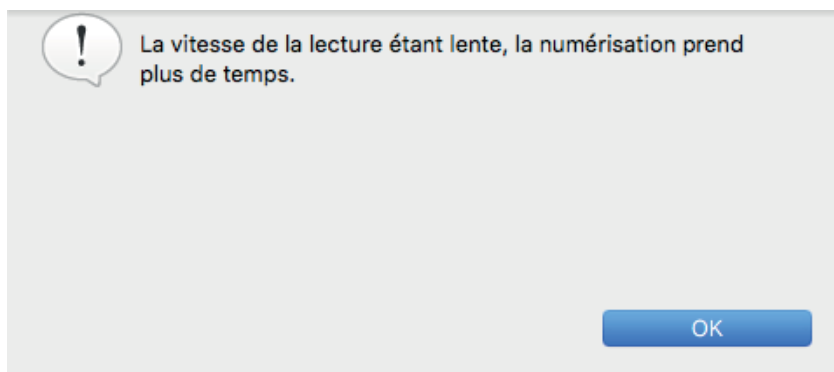 La vitesse de la lecture étant lente, la numérisation prend
plus de temps.
OK